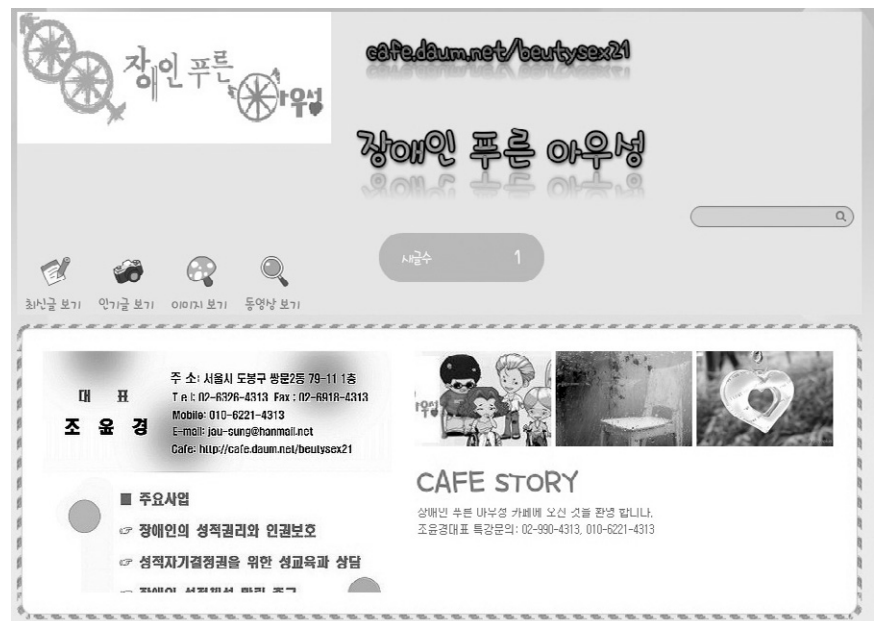 장애인 푸른 아우성
cafe.daum.net/beutysex21
장애인 푸른 아우성
새글수 1
최신글 보기 인기글 보기 이미지 보기 동영상 보기
대 표
조 윤 경
주 소: 서울시 도봉구 쌍문2동 79-11 1층
T e l: 02-6326-4313 Fax : 02-6918-4313
Mobile: 010-6221-4313
E-mail: jau-sung@hanmail.net
Cafe: http://cafe.daum.net/beutysex21
■ 주요사업
☞ 장애인의 성적권리와 인권보호
☞ 성적자기결정권을 위한 성교육과 상담
CAFE STORY
장애인 푸른 아우성 카페에 오신 것을 환영 합니다.
조윤경대표 특강문의: 02-990-4313, 010-6221-4313